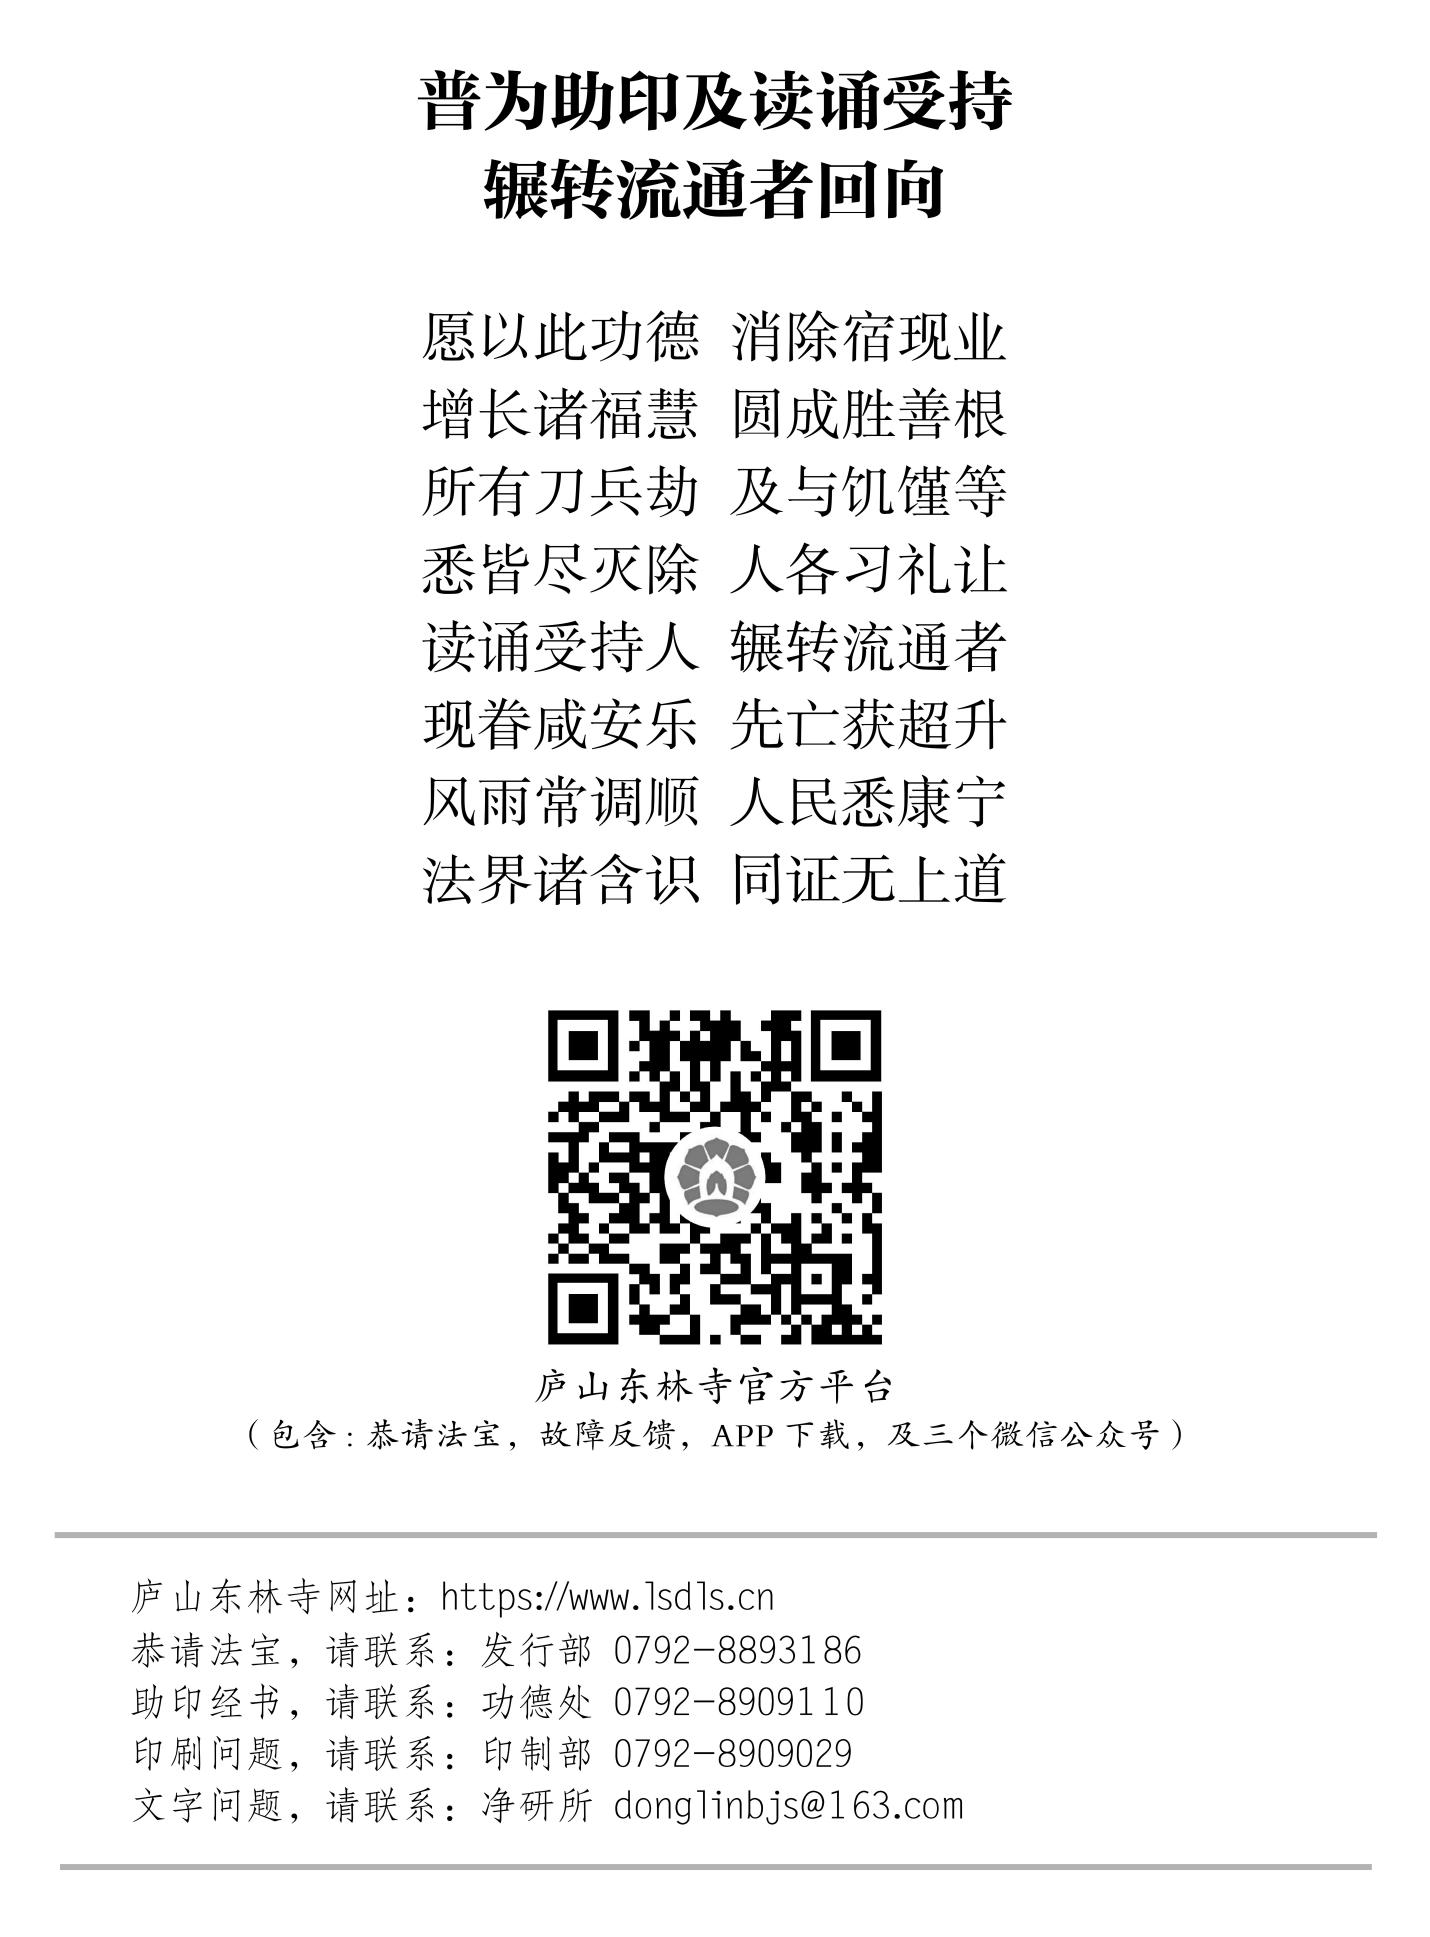 普为助印及读诵受持
辗转流通者回向
愿以此功德 消除宿现业
增长诸福慧 圆成胜善根
所有刀兵劫 及与饥馑等
悉皆尽灭除 人各习礼让
读诵受持人 辗转流通者
现眷咸安乐 先亡获超升
风雨常调顺 人民悉康宁
法界诸含识 同证无上道
庐山东林寺官方平台
（包含：恭请法宝，故障反馈，APP 下载，及三个微信公众号）
庐山东林寺网址：https://www.lsdls.cn
恭请法宝，请联系：发行部 0792-8893186
助印经书，请联系：功德处 0792-8909110
印刷问题，请联系：印制部 0792-8909029
文字问题，请联系：净研所 donglinbjs@163.com